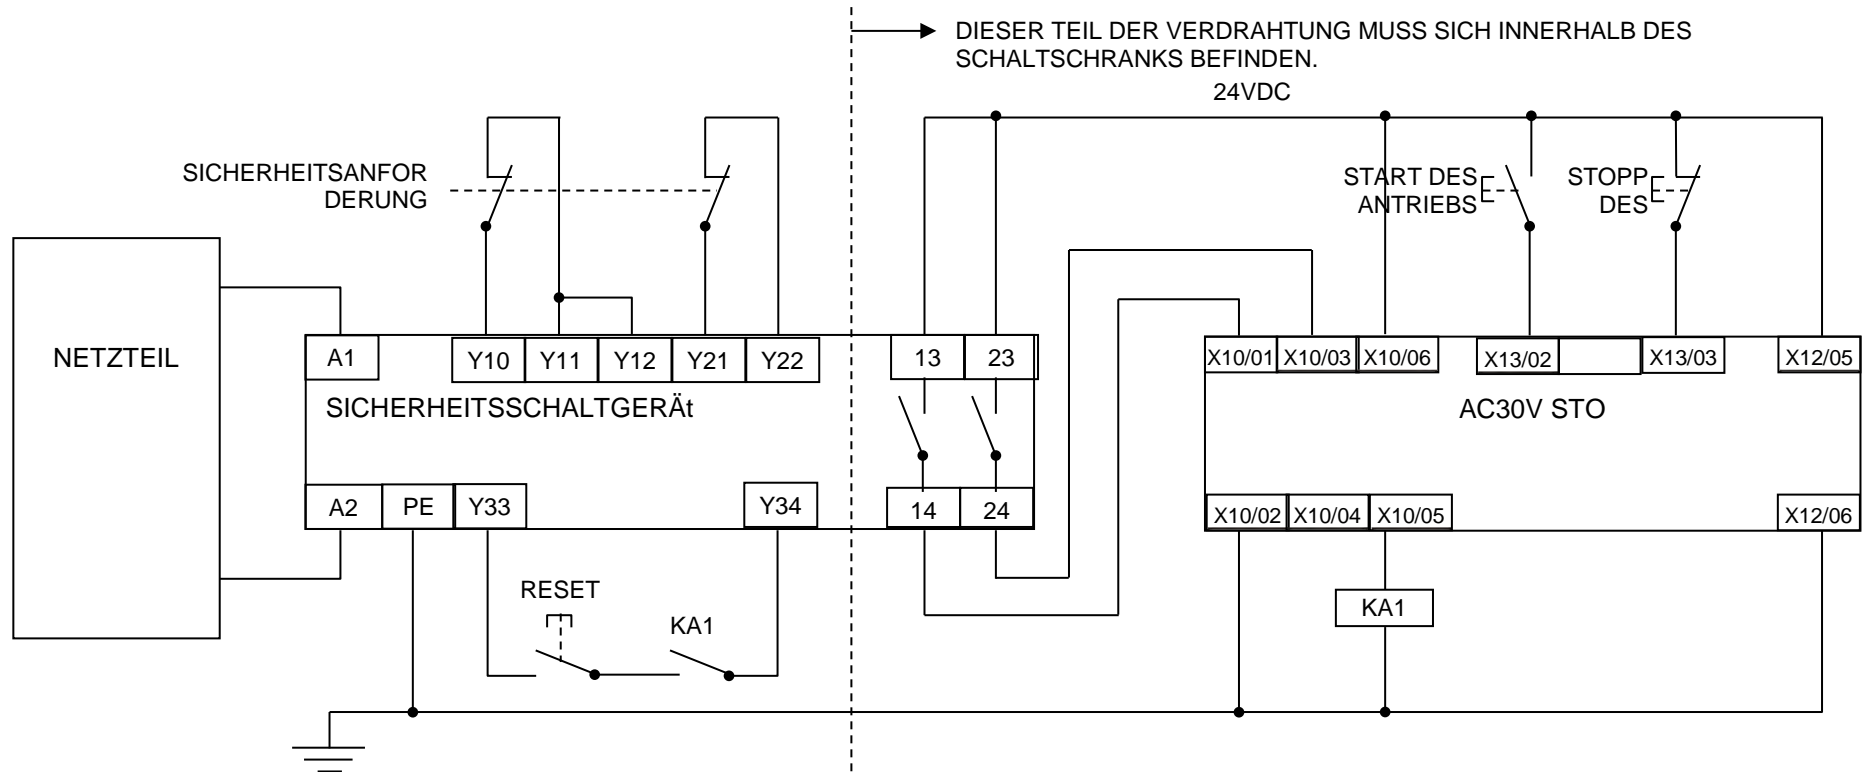 DIESER TEIL DER VERDRAHTUNG MUSS SICH INNERHALB DES
SCHALTSCHRANKS BEFINDEN.
24VDC
SICHERHEITSANFOR
DERUNG
START DES
ANTRIEBS
STOPP
DES
NETZTEIL
A1
Y10
Y11
Y12
Y21
Y22
13
23
X10/01
X10/03
X10/06
X13/02
X13/03
X12/05
SICHERHEITSSCHALTGERÄt
AC30V STO
A2
PE
Y33
Y34
14
24
X10/02
X10/04
X10/05
X12/06
RESET
KA1
KA1